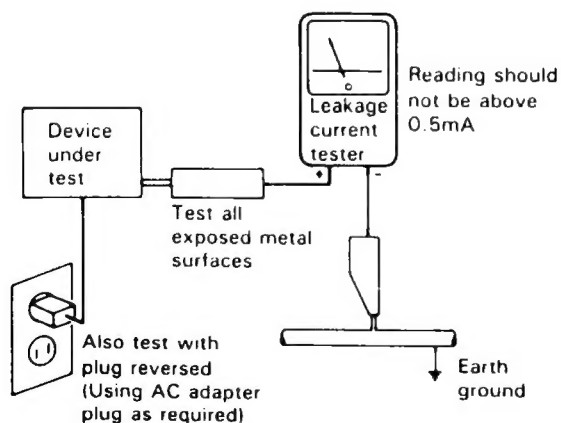 Reading should
not be above
0.5mA
Leakage
current
tester
+ -
Device
under
test
Test all
exposed metal
surfaces
Also test with
plug reversed
(Using AC adapter
plug as required)
Earth
ground